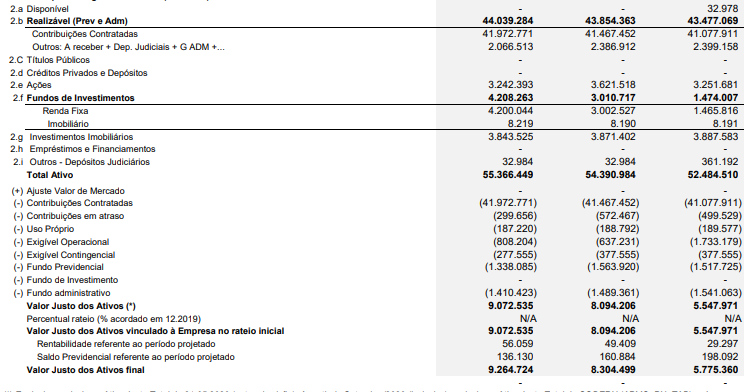 2.a Disponível - - 32.978
2.b Realizável (Prev e Adm) 44.039.284 43.854.363 43.477.069
Contribuições Contratadas 41.972.771 41.467.452 41.077.911
Outros: A receber + Dep. Judiciais + G ADM +... 2.066.513 2.386.912 2.399.158
2.C Títulos Públicos - - -
2.d Créditos Privados e Depósitos - - -
2.e Ações 3.242.393 3.621.518 3.251.681
2.f Fundos de Investimentos 4.208.263 3.010.717 1.474.007
Renda Fixa 4.200.044 3.002.527 1.465.816
Imobiliário 8.219 8.190 8.191
2.g Investimentos Imobiliários 3.843.525 3.871.402 3.887.583
2.h Empréstimos e Financiamentos - - -
2.i Outros - Depósitos Judiciários 32.984 32.984 361.192
Total Ativo 55.366.449 54.390.984 52.484.510
(+) Ajuste Valor de Mercado - - -
(-) Contribuições Contratadas (41.972.771) (41.467.452) (41.077.911)
(-) Contribuições em atraso (299.656) (572.467) (499.529)
(-) Uso Próprio (187.220) (188.792) (189.577)
(-) Exigível Operacional (808.204) (637.231) (1.733.179)
(-) Exigível Contingencial (277.555) (377.555) (377.555)
(-) Fundo Previdencial (1.338.085) (1.563.920) (1.517.725)
(-) Fundo de Investimento - - -
(-) Fundo administrativo (1.410.423) (1.489.361) (1.541.063)
Valor Justo dos Ativos (*) 9.072.535 8.094.206 5.547.971
Percentual rateio (% acordado em 12.2019) N/A N/A N/A
Valor Justo dos Ativos vinculado à Empresa no rateio inicial 9.072.535 8.094.206 5.547.971
Rentabilidade referente ao período projetado 56.059 49.409 29.297
Saldo Previdencial referente ao período projetado 136.130 160.884 198.092
Valor Justo dos Ativos final 9.264.724 8.304.499 5.775.360
- - -